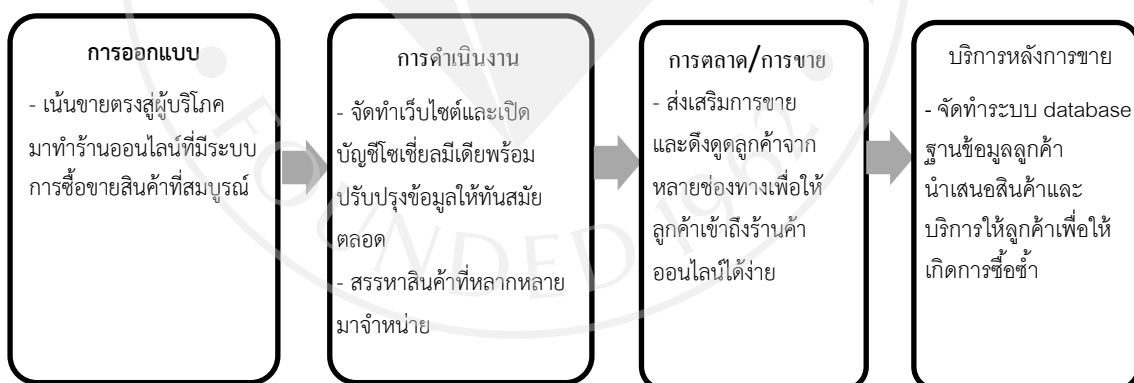 การออกแบบ
- เน้นขายตรงสู่ผู้บริโภค
มาทำร้านออนไลน์ที่มีระบบ
การซื้อขายสินค้าที่สมบูรณ์
การดำเนินงาน
- จัดทำเว็บไซต์และเปิด
บัญชีโซเชี่ยลมีเดียพร้อม
ปรับปรุงข้อมูลให้ทันสมัย
ตลอด
- สรรหาสินค้าที่หลากหลาย
มาจำหน่าย
การตลาด/การขาย
- ส่งเสริมการขาย
และดึงดูดลูกค้าจาก
หลายช่องทางเพื่อให้
ลูกค้าเข้าถึงร้านค้า
ออนไลน์ได้ง่าย
บริการหลังการขาย
- จัดทำระบบ database
ฐานข้อมูลลูกค้า
นำเสนอสินค้าและ
บริการให้ลูกค้าเพื่อให้
เกิดการซื้อซ้ำ
FOUNDED 1962